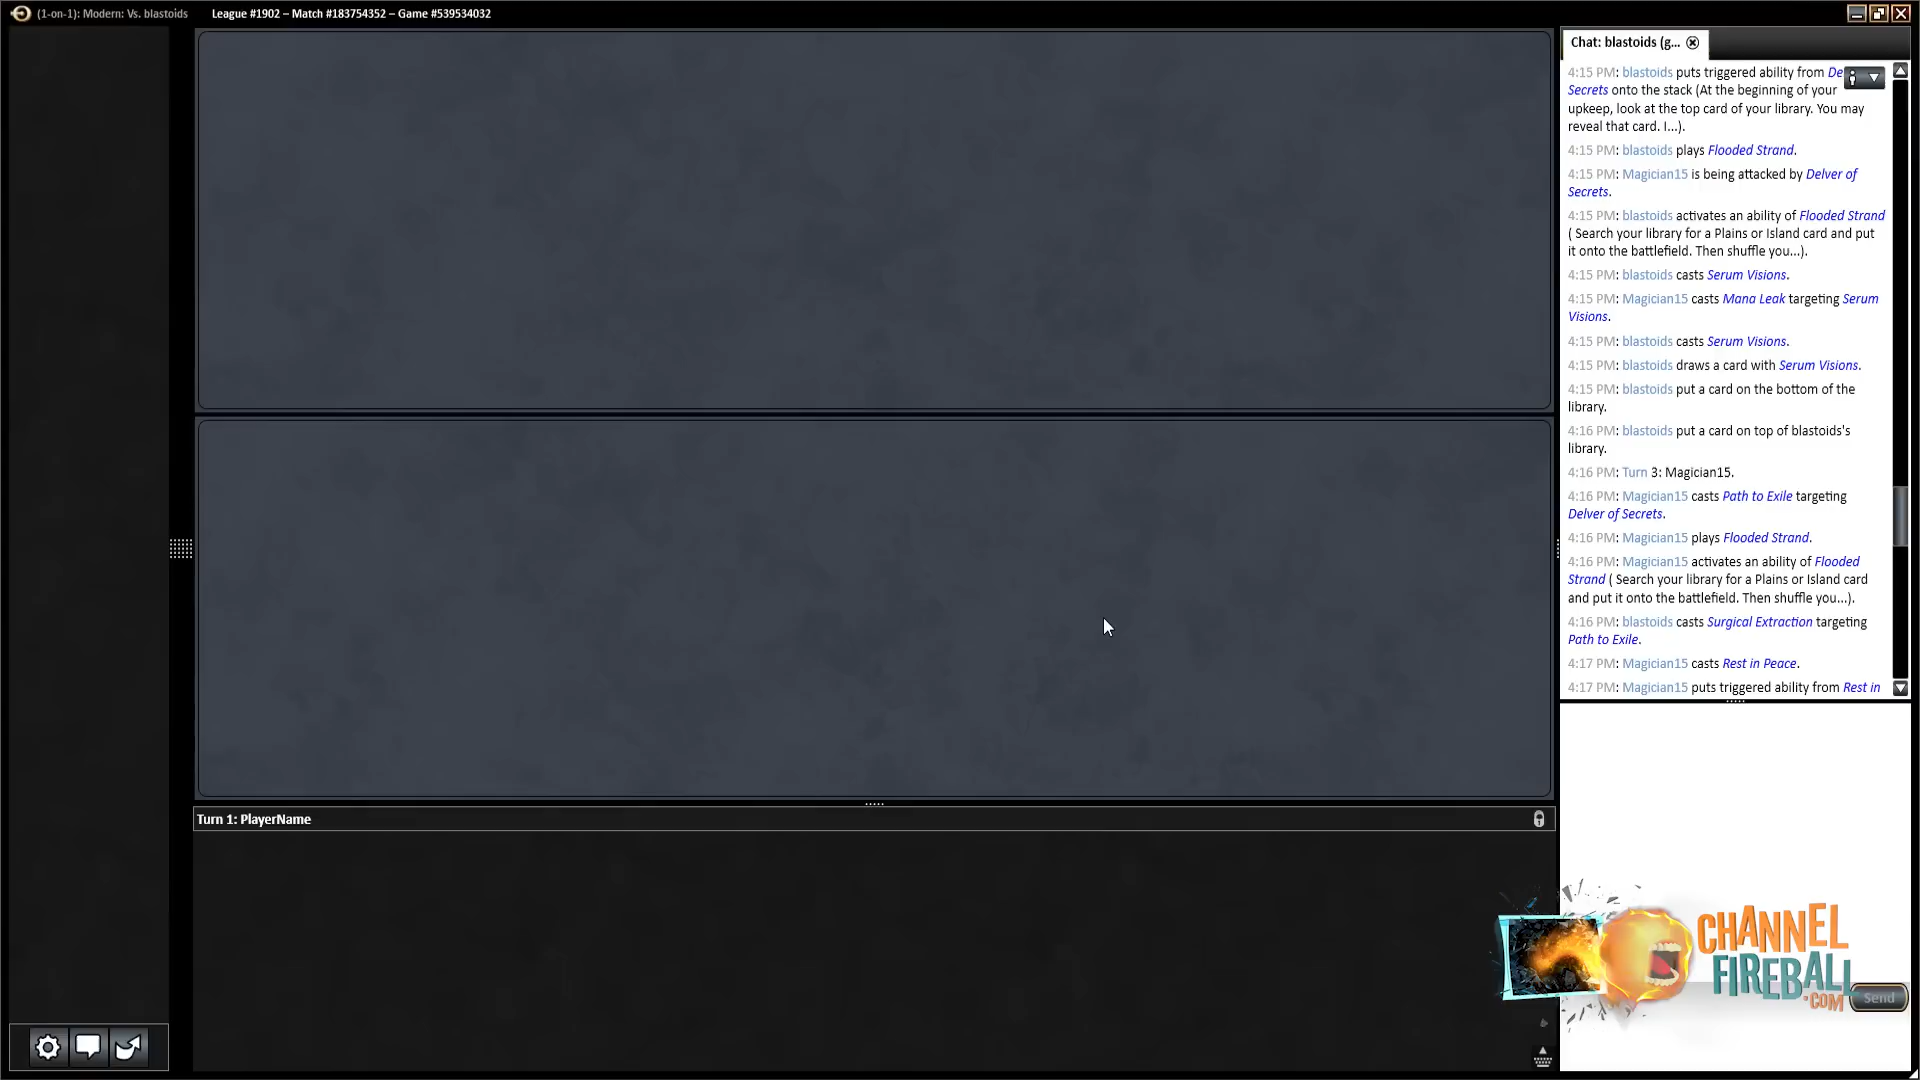 (1-on-1): Modern: Vs. blastoids
League #1902 – Match #183754352 – Game #539534032
Chat: blastoids (g...
4:15 PM: blastoids puts triggered ability from De
Secrets onto the stack (At the beginning of your
upkeep, look at the top card of your library. You may
reveal that card. I...).
4:15 PM: blastoids plays Flooded Strand.
4:15 PM: Magician15 is being attacked by Delver of
Secrets.
4:15 PM: blastoids activates an ability of Flooded Strand
( Search your library for a Plains or Island card and put
it onto the battlefield. Then shuffle you...).
4:15 PM: blastoids casts Serum Visions.
4:15 PM: Magician15 casts Mana Leak targeting Serum
Visions.
4:15 PM: blastoids casts Serum Visions.
4:15 PM: blastoids draws a card with Serum Visions.
4:15 PM: blastoids put a card on the bottom of the
library.
4:16 PM: blastoids put a card on top of blastoids's
library.
4:16 PM: Turn 3: Magician15.
4:16 PM: Magician15 casts Path to Exile targeting
Delver of Secrets.
4:16 PM: Magician15 plays Flooded Strand.
4:16 PM: Magician15 activates an ability of Flooded
Strand ( Search your library for a Plains or Island card
and put it onto the battlefield. Then shuffle you...).
4:16 PM: blastoids casts Surgical Extraction targeting
Path to Exile.
4:17 PM: Magician15 casts Rest in Peace.
4:17 PM: Magician15 puts triggered ability from Rest in
Turn 1: PlayerName
CHANNEL
FIREBALL
.COM
Send